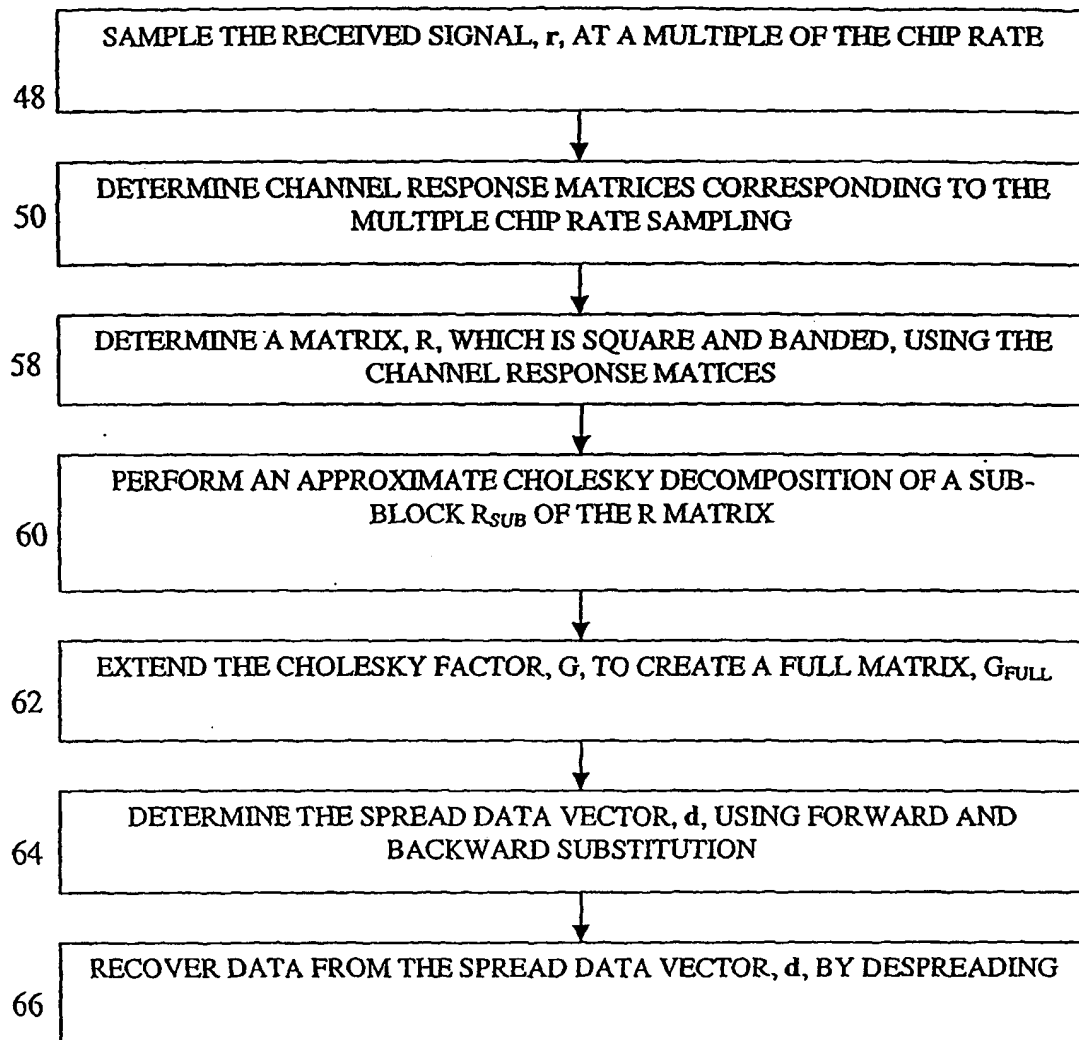 SAMPLE THE RECEIVED SIGNAL, r, AT A MULTIPLE OF THE CHIP RATE
48
DETERMINE CHANNEL RESPONSE MATRICES CORRESPONDING TO THE
MULTIPLE CHIP RATE SAMPLING
50
DETERMINE A MATRIX, R, WHICH IS SQUARE AND BANDED, USING THE
CHANNEL RESPONSE MATICES
58
PERFORM AN APPROXIMATE CHOLESKY DECOMPOSITION OF A SUB-
BLOCK RSUB OF THE R MATRIX
60
EXTEND THE CHOLESKY FACTOR, G, TO CREATE A FULL MATRIX, GFULL
62
DETERMINE THE SPREAD DATA VECTOR, d, USING FORWARD AND
BACKWARD SUBSTITUTION
64
RECOVER DATA FROM THE SPREAD DATA VECTOR, d, BY DESPREADING
66